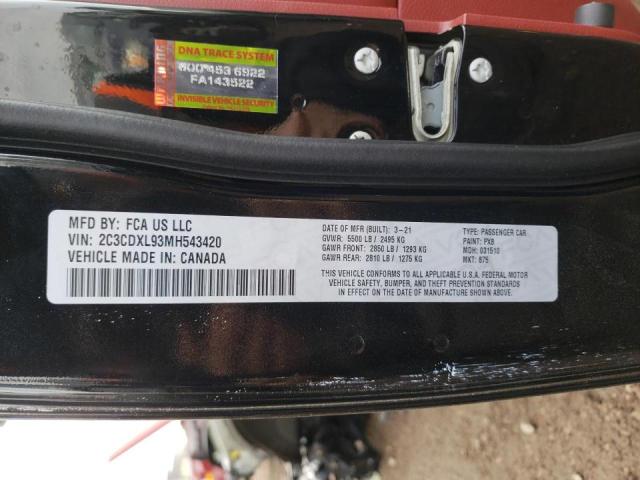 WARNING
DNA TRACE SYSTEM
800 453 6922
FA143522
INVISIBLE VEHICLE SECURITY
MFD BY: FCA US LLC
VIN: 2C3CDXL93MH543420
VEHICLE MADE IN: CANADA
DATE OF MFR (BUILT): 3-21
GVWR: 5500 LB / 2495 KG
GAWR FRONT: 2850 LB / 1293 KG
GAWR REAR: 2810 LB / 1275 KG
TYPE: PASSENGER CAR
PAINT: PX8
MDH: 031510
MKT: 875
THIS VEHICLE CONFORMS TO ALL APPLICABLE U.S.A. FEDERAL MOTOR
VEHICLE SAFETY, BUMPER, AND THEFT PREVENTION STANDARDS
IN EFFECT ON THE DATE OF MANUFACTURE SHOWN ABOVE.